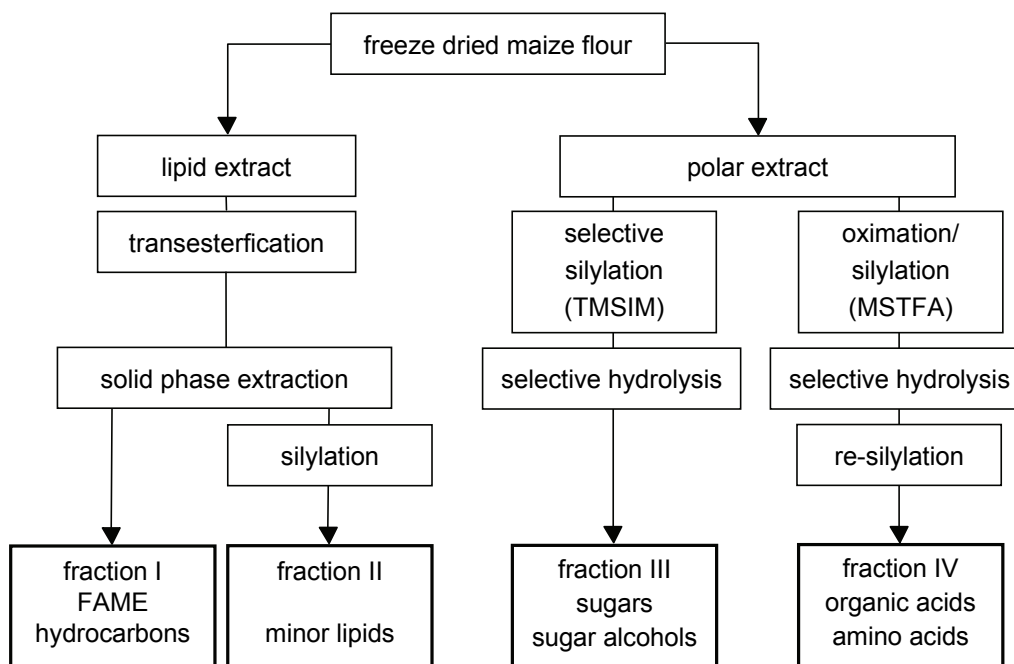 freeze dried maize flour
lipid extract
polar extract
transesterfication
selective
silylation
(TMSIM)
oximation/
silylation
(MSTFA)
solid phase extraction
selective hydrolysis
selective hydrolysis
silylation
re-silylation
fraction I
FAME
hydrocarbons
fraction II
minor lipids
fraction III
sugars
sugar alcohols
fraction IV
organic acids
amino acids